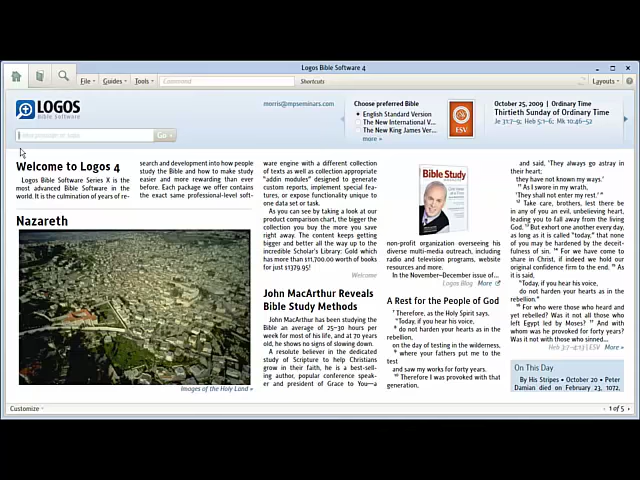 Logos Bible Software 4
File
Guides
Tools
Command
Shortcuts
Layouts
LOGOS
Bible Software
morris@mpseminars.com
Go
Choose preferred Bible
English Standard Version
The New International V...
The New King James Ver...
more »
ESV
October 25, 2009 | Ordinary Time
Thirtieth Sunday of Ordinary Time
Je 31:7–9; Heb 5:1–6; Mk 10:46–52
Welcome to Logos 4
Logos Bible Software Series X is the
most advanced Bible Software in the
world. It is the culmination of years of re-
search and development into how people
study the Bible and how to make study
easier and more rewarding than ever
before. Each package we offer contains
the exact same professional-level soft-
Nazareth
Images of the Holy Land »
ware engine with a different collection
of texts as well as collection appropriate
"addin modules" designed to generate
custom reports, implement special fea-
tures, or expose functionality unique to
one data set or task.
As you can see by taking a look at our
product comparison chart, the bigger the
collection you buy the more you save
right away. The content keeps getting
bigger and better all the way up to the
incredible Scholar's Library: Gold which
has more than $11,700.00 worth of books
for just $1379.95!
Welcome
John MacArthur Reveals
Bible Study Methods
John MacArthur has been studying the
Bible an average of 25–30 hours per
week for most of his life, and at 70 years
old, he shows no signs of slowing down.
A resolute believer in the dedicated
study of Scripture to help Christians
grow in their faith, he is a best-sell-
ing author, popular conference speak-
er and president of Grace to You—a
Bible Study
non-profit organization overseeing his
diverse multi-media outreach, including
radio and television programs, website
resources and more.
In the November–December issue of...
Logos Blog More
A Rest for the People of God
7 Therefore, as the Holy Spirit says,
"Today, if you hear his voice,
8 do not harden your hearts as in the
rebellion,
on the day of testing in the wilderness,
9 where your fathers put me to the
test
and saw my works for forty years.
10 Therefore I was provoked with that
generation,
and said, 'They always go astray in
their heart;
they have not known my ways.'
11 As I swore in my wrath,
'They shall not enter my rest.' "
12 Take care, brothers, lest there be
in any of you an evil, unbelieving heart,
leading you to fall away from the living
God. 13 But exhort one another every day,
as long as it is called "today," that none
of you may be hardened by the deceit-
fulness of sin. 14 For we have come to
share in Christ, if indeed we hold our
original confidence firm to the end. 15 As
it is said,
"Today, if you hear his voice,
do not harden your hearts as in the
rebellion."
16 For who were those who heard and
yet rebelled? Was it not all those who
left Egypt led by Moses? 17 And with
whom was he provoked for forty years?
Was it not with those who sinned...
Heb 3:7–4:13 | ESV More »
On This Day
By His Stripes • October 20 • Peter
Damian died on February 23, 1072,
Customize
1 of 5